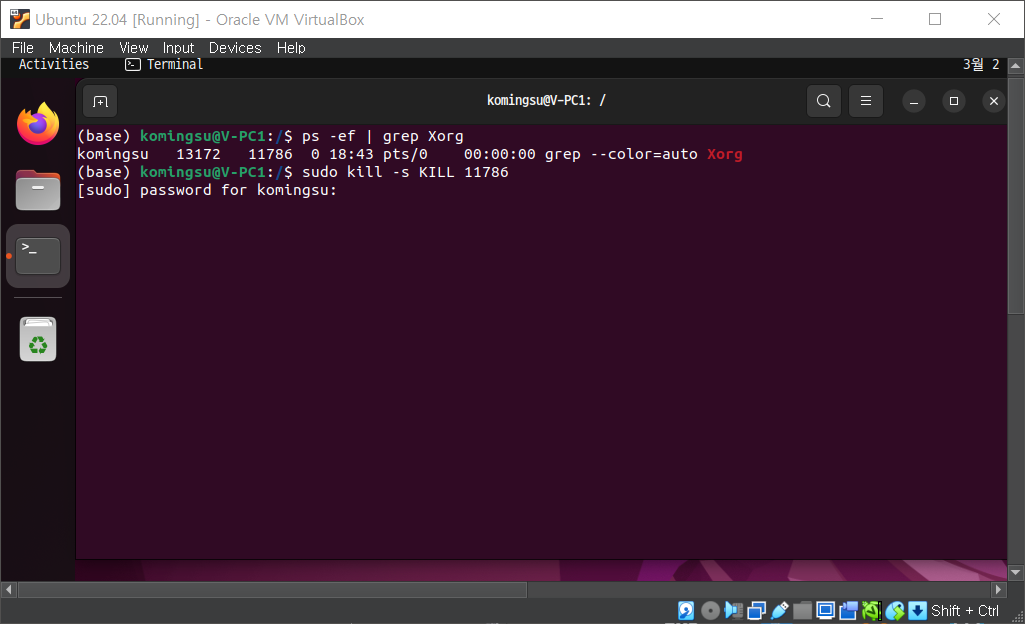 Ubuntu 22.04 [Running] - Oracle VM VirtualBox
File Machine View Input Devices Help
Activities Terminal 3월 2
komingsu@V-PC1: /
(base) komingsu@V-PC1:/$ ps -ef | grep Xorg
komingsu 13172 11786 0 18:43 pts/0 00:00:00 grep --color=auto Xorg
(base) komingsu@V-PC1:/$ sudo kill -s KILL 11786
[sudo] password for komingsu:
>_
Shift + Ctrl